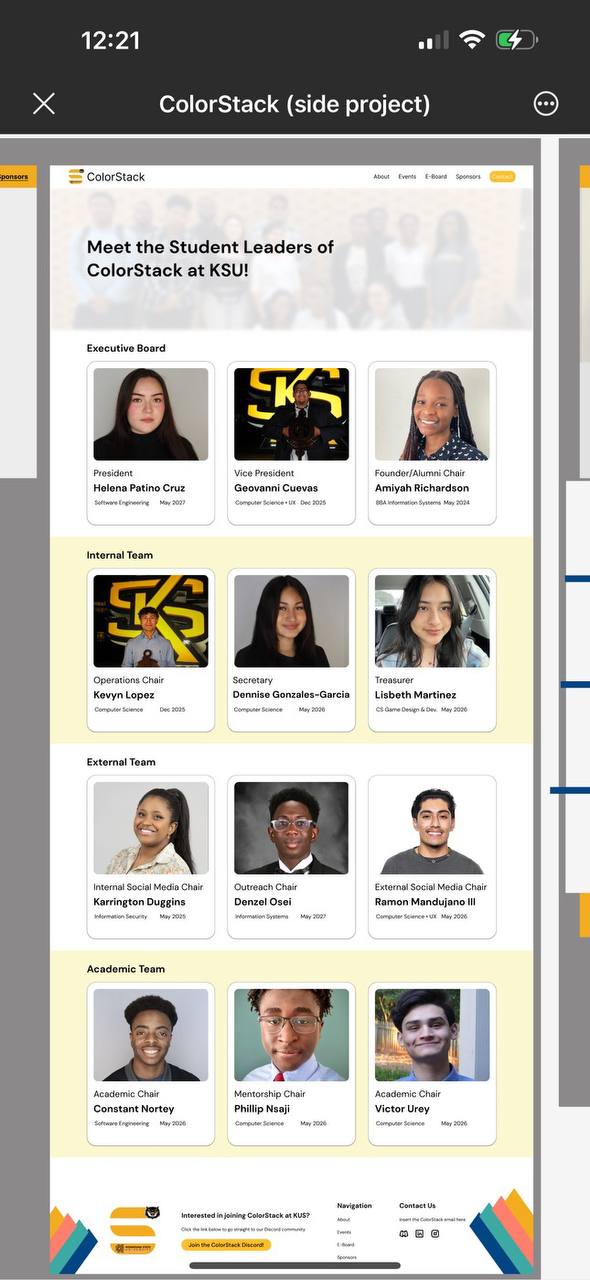 12:21
ColorStack (side project)
Sponsors
ColorStack
About Events E-Board Sponsors Contact
Meet the Student Leaders of
ColorStack at KSU!
Executive Board
President
Helena Patino Cruz
Software Engineering May 2027
Vice President
Geovanni Cuevas
Computer Science • UX Dec 2025
Founder/Alumni Chair
Amiyah Richardson
BBA Information Systems May 2024
Internal Team
Operations Chair
Kevyn Lopez
Computer Science Dec 2025
Secretary
Dennise Gonzales-Garcia
Computer Science May 2026
Treasurer
Lisbeth Martinez
CS Game Design & Dev. May 2026
External Team
Internal Social Media Chair
Karrington Duggins
Information Security May 2025
Outreach Chair
Denzel Osei
Information Systems May 2027
External Social Media Chair
Ramon Mandujano III
Computer Science • UX May 2026
Academic Team
Academic Chair
Constant Nortey
Software Engineering May 2026
Mentorship Chair
Phillip Nsaji
Computer Science May 2026
Academic Chair
Victor Urey
Computer Science May 2026
Interested in joining ColorStack at KUS?
Click the link below to go straight to our Discord community
Join the ColorStack Discord!
Navigation
About
Events
E-Board
Sponsors
Contact Us
Insert the ColorStack email here